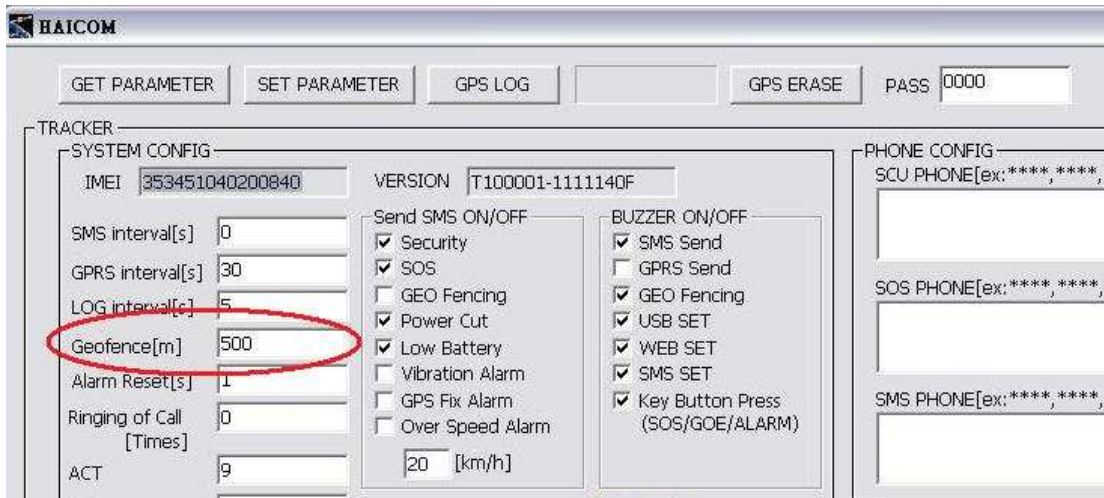 HAICOM
GET PARAMETER SET PARAMETER GPS LOG GPS ERASE PASS 0000
TRACKER
SYSTEM CONFIG
IMEI 353451040200840 VERSION T100001-1111140F
SMS interval[s] 0
GPRS interval[s] 30
LOG interval[s] 5
Geofence[m] 500
Alarm Reset[s] 1
Ringing of Call 0
[Times]
ACT 9
Send SMS ON/OFF
Security
SOS
GEO Fencing
Power Cut
Low Battery
Vibration Alarm
GPS Fix Alarm
Over Speed Alarm
20 [km/h]
BUZZER ON/OFF
SMS Send
GPRS Send
GEO Fencing
USB SET
WEB SET
SMS SET
Key Button Press
(SOS/GOE/ALARM)
PHONE CONFIG
SCU PHONE[ex:****,****,
SOS PHONE[ex:****,****,
SMS PHONE[ex:****,****,